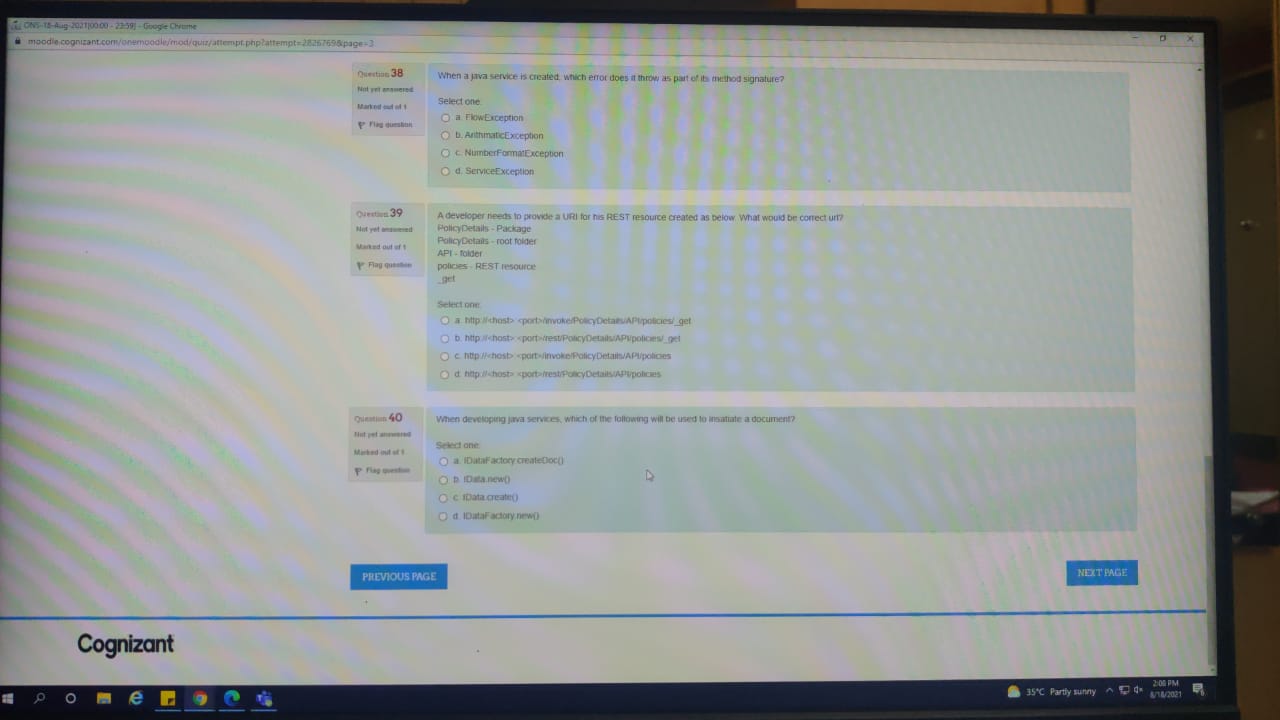 ONS-18-Aug-2021[00:00 - 23:59] - Google Chrome
moodle.cognizant.com/onemoodle/mod/quiz/attempt.php?attempt=2826769&page=3
Question 38
Not yet answered
Marked out of 1
Flag question
When a java service is created, which error does it throw as part of its method signature?
Select one:
a. FlowException
b. ArithmaticException
c. NumberFormatException
d. ServiceException
Question 39
Not yet answered
Marked out of 1
Flag question
A developer needs to provide a URI for his REST resource created as below. What would be correct url?
PolicyDetails - Package
PolicyDetails - root folder
API - folder
policies - REST resource
_get
Select one:
a. http://<host>:<port>/invoke/PolicyDetails/API/policies/_get
b. http://<host>:<port>/rest/PolicyDetails/API/policies/_get
c. http://<host>:<port>/invoke/PolicyDetails/API/policies
d. http://<host>:<port>/rest/PolicyDetails/API/policies
Question 40
Not yet answered
Marked out of 1
Flag question
When developing java services, which of the following will be used to insatiate a document?
Select one:
a. IDataFactory.createDoc()
b. IData.new()
c. IData.create()
d. IDataFactory.new()
PREVIOUS PAGE
NEXT PAGE
Cognizant
35°C Partly sunny
2:00 PM
8/18/2021